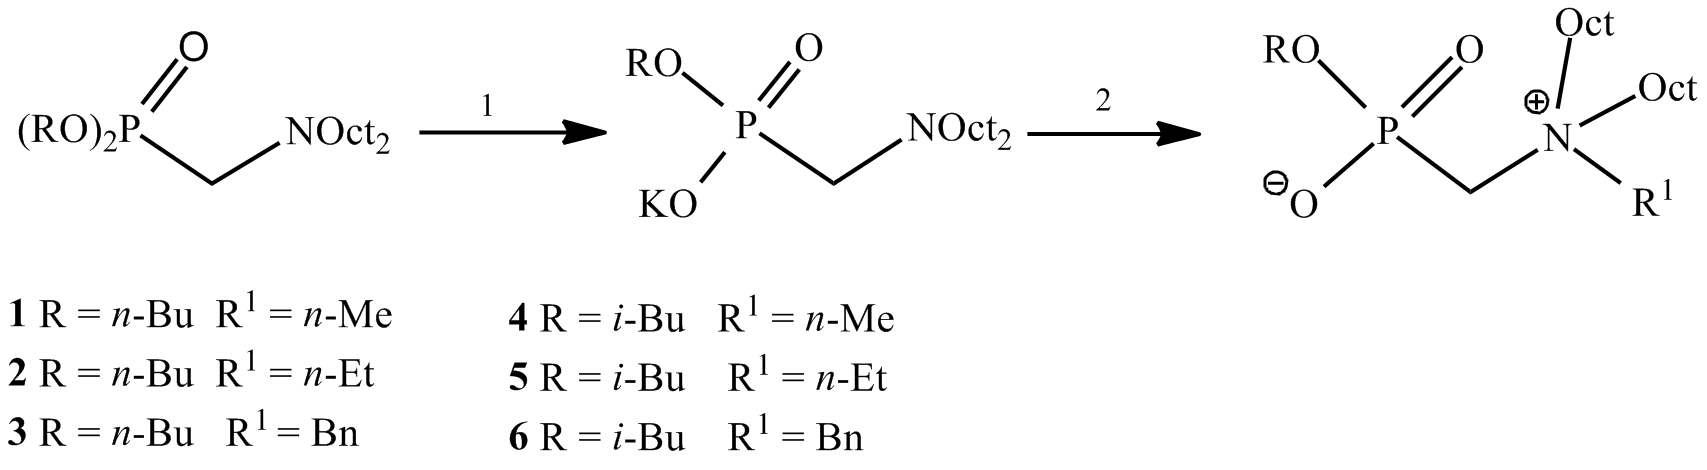 (RO)₂P O NOct₂
1
RO O P NOct₂ KO
2
RO O Oct Oct P ⊕ N ⊖ O R¹
1 R = n-Bu R¹ = n-Me
2 R = n-Bu R¹ = n-Et
3 R = n-Bu R¹ = Bn
4 R = i-Bu R¹ = n-Me
5 R = i-Bu R¹ = n-Et
6 R = i-Bu R¹ = Bn